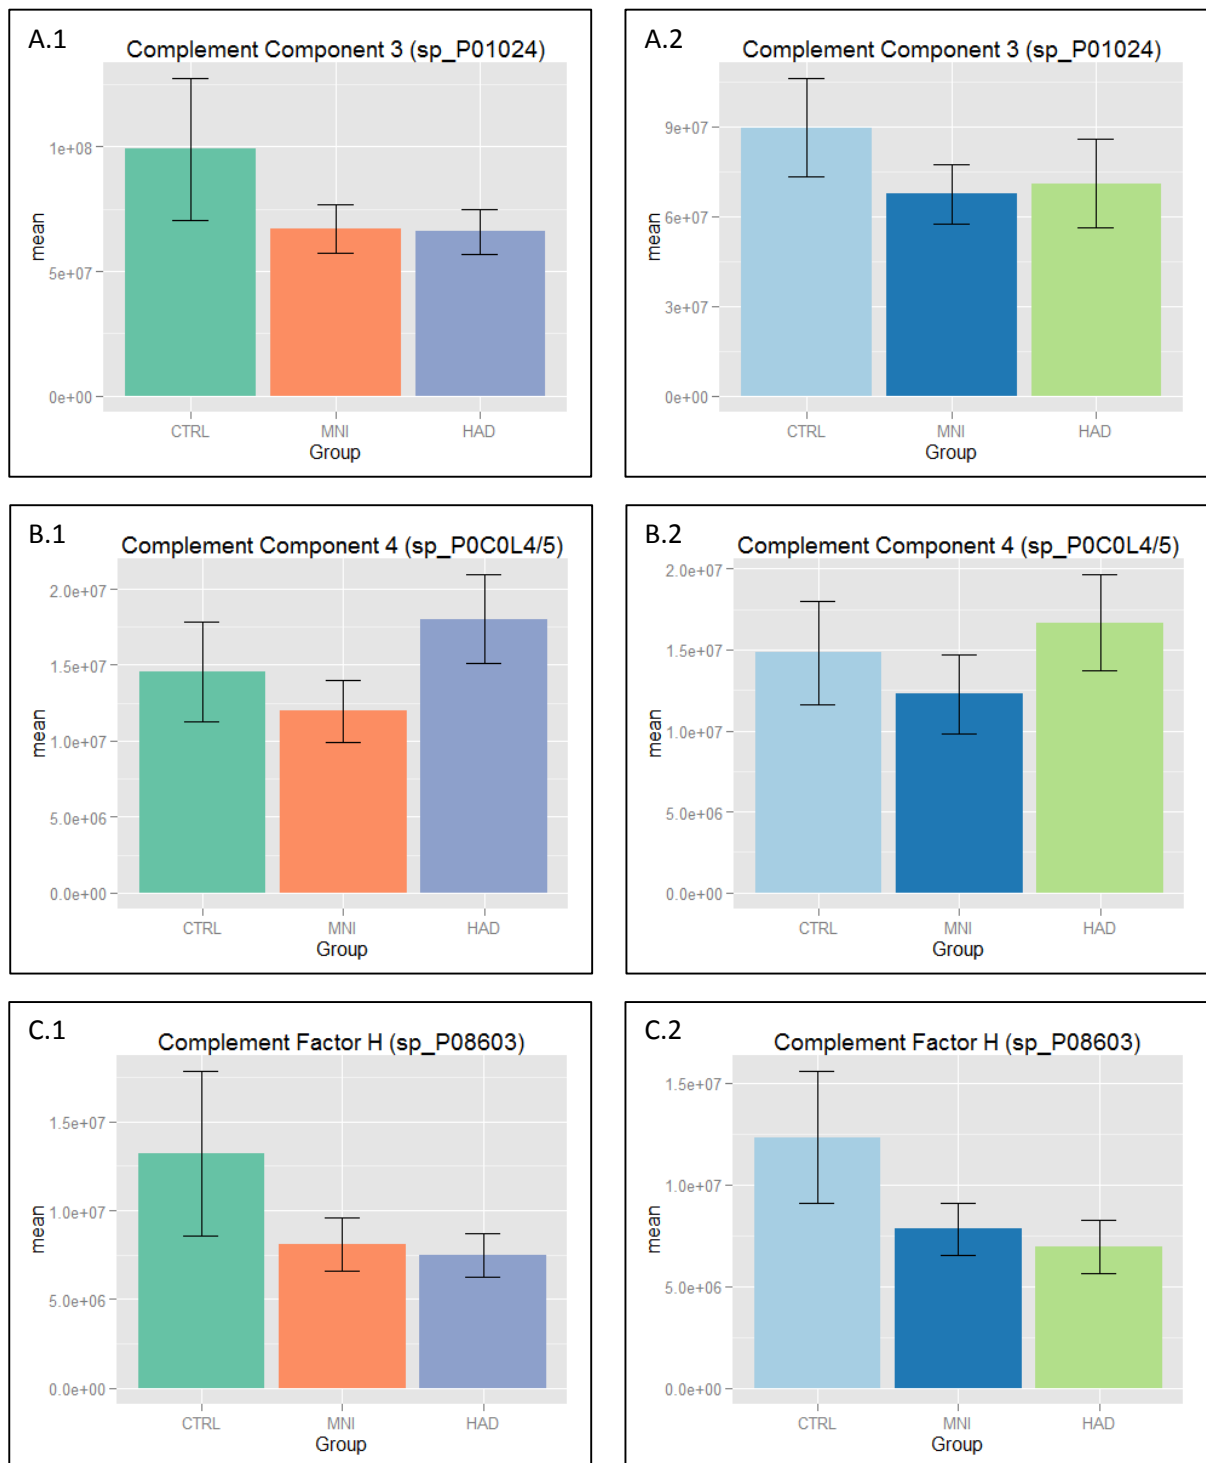 A.1
Complement Component 3 (sp_P01024)
mean
1e+08
5e+07
0e+00
CTRL MNI HAD
Group
A.2
Complement Component 3 (sp_P01024)
mean
9e+07
6e+07
3e+07
0e+00
CTRL MNI HAD
Group
B.1
Complement Component 4 (sp_P0C0L4/5)
mean
2.0e+07
1.5e+07
1.0e+07
5.0e+06
0.0e+00
CTRL MNI HAD
Group
B.2
Complement Component 4 (sp_P0C0L4/5)
mean
2.0e+07
1.5e+07
1.0e+07
5.0e+06
0.0e+00
CTRL MNI HAD
Group
C.1
Complement Factor H (sp_P08603)
mean
1.5e+07
1.0e+07
5.0e+06
0.0e+00
CTRL MNI HAD
Group
C.2
Complement Factor H (sp_P08603)
mean
1.5e+07
1.0e+07
5.0e+06
0.0e+00
CTRL MNI HAD
Group